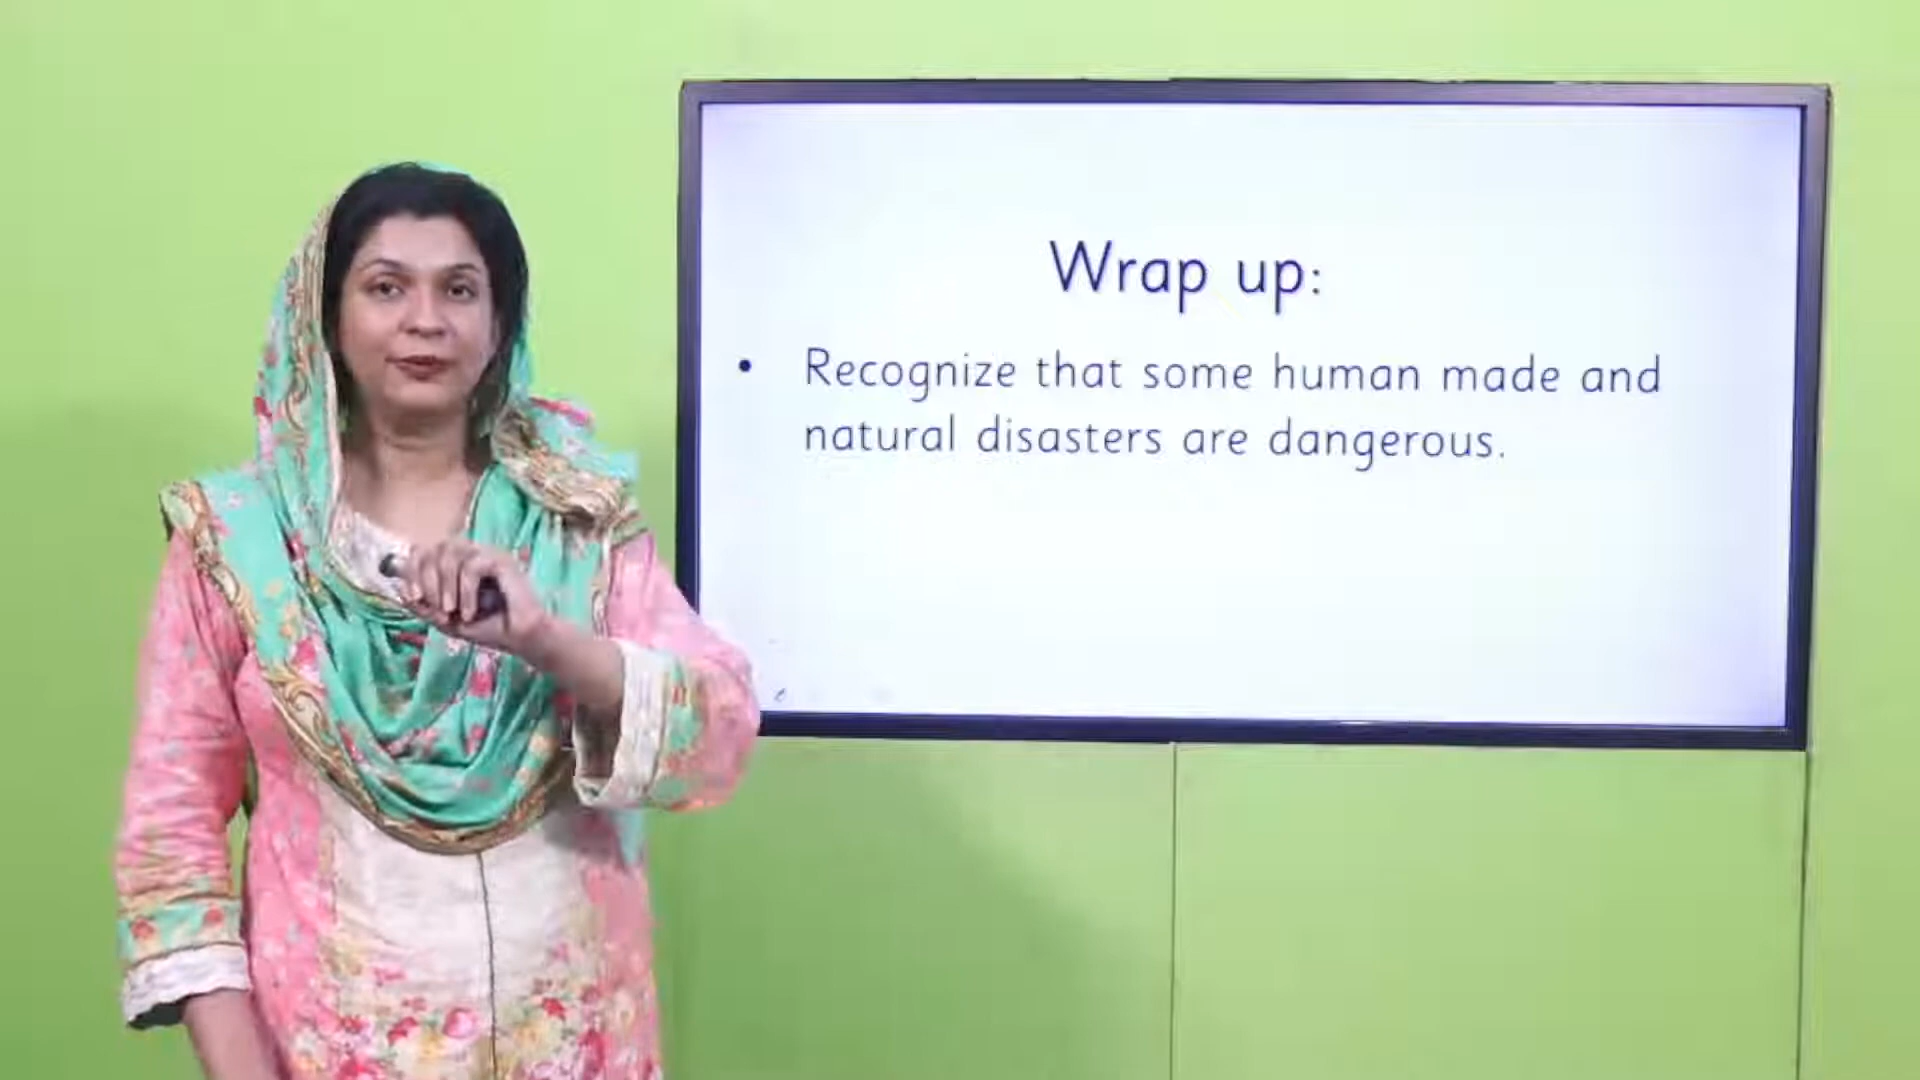 Wrap up:
• Recognize that some human made and
natural disasters are dangerous.